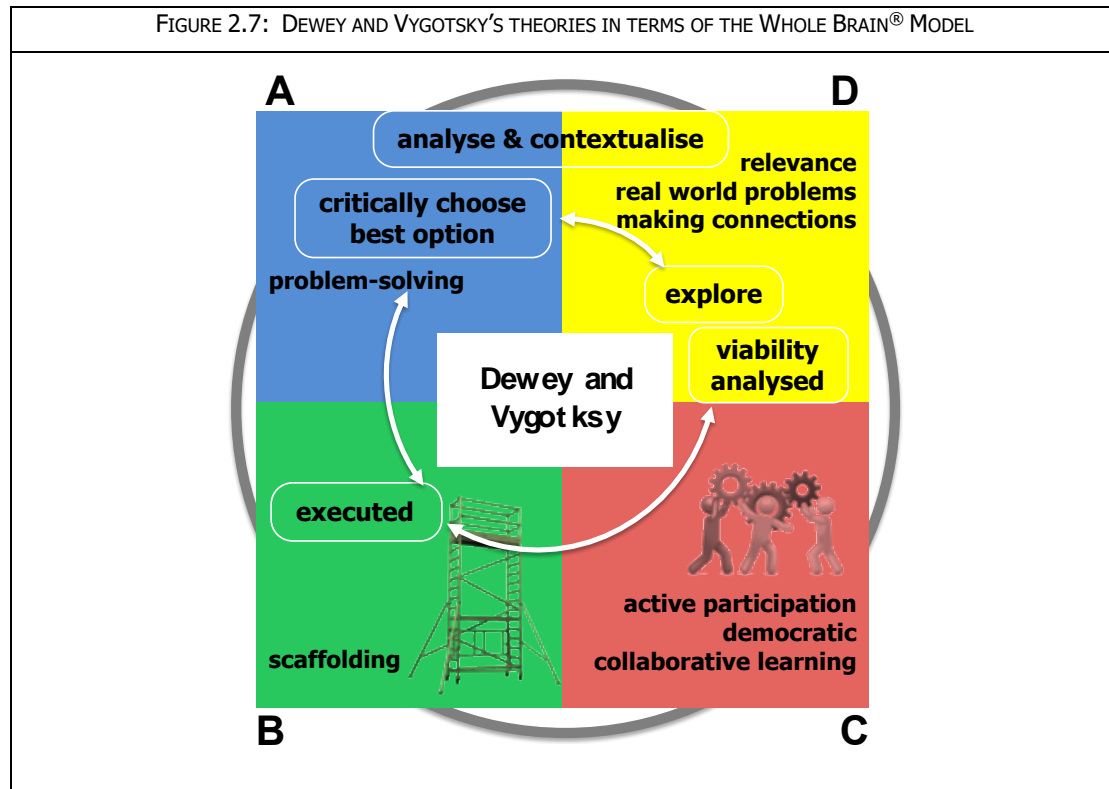 FIGURE 2.7: DEWEY AND VYGOTSKY'S THEORIES IN TERMS OF THE WHOLE BRAIN® MODEL
A
D
analyse & contextualise
relevance
real world problems
making connections
critically choose
best option
problem-solving
explore
viability
analysed
Dewey and
Vygotksy
executed
scaffolding
active participation
democratic
collaborative learning
B
C